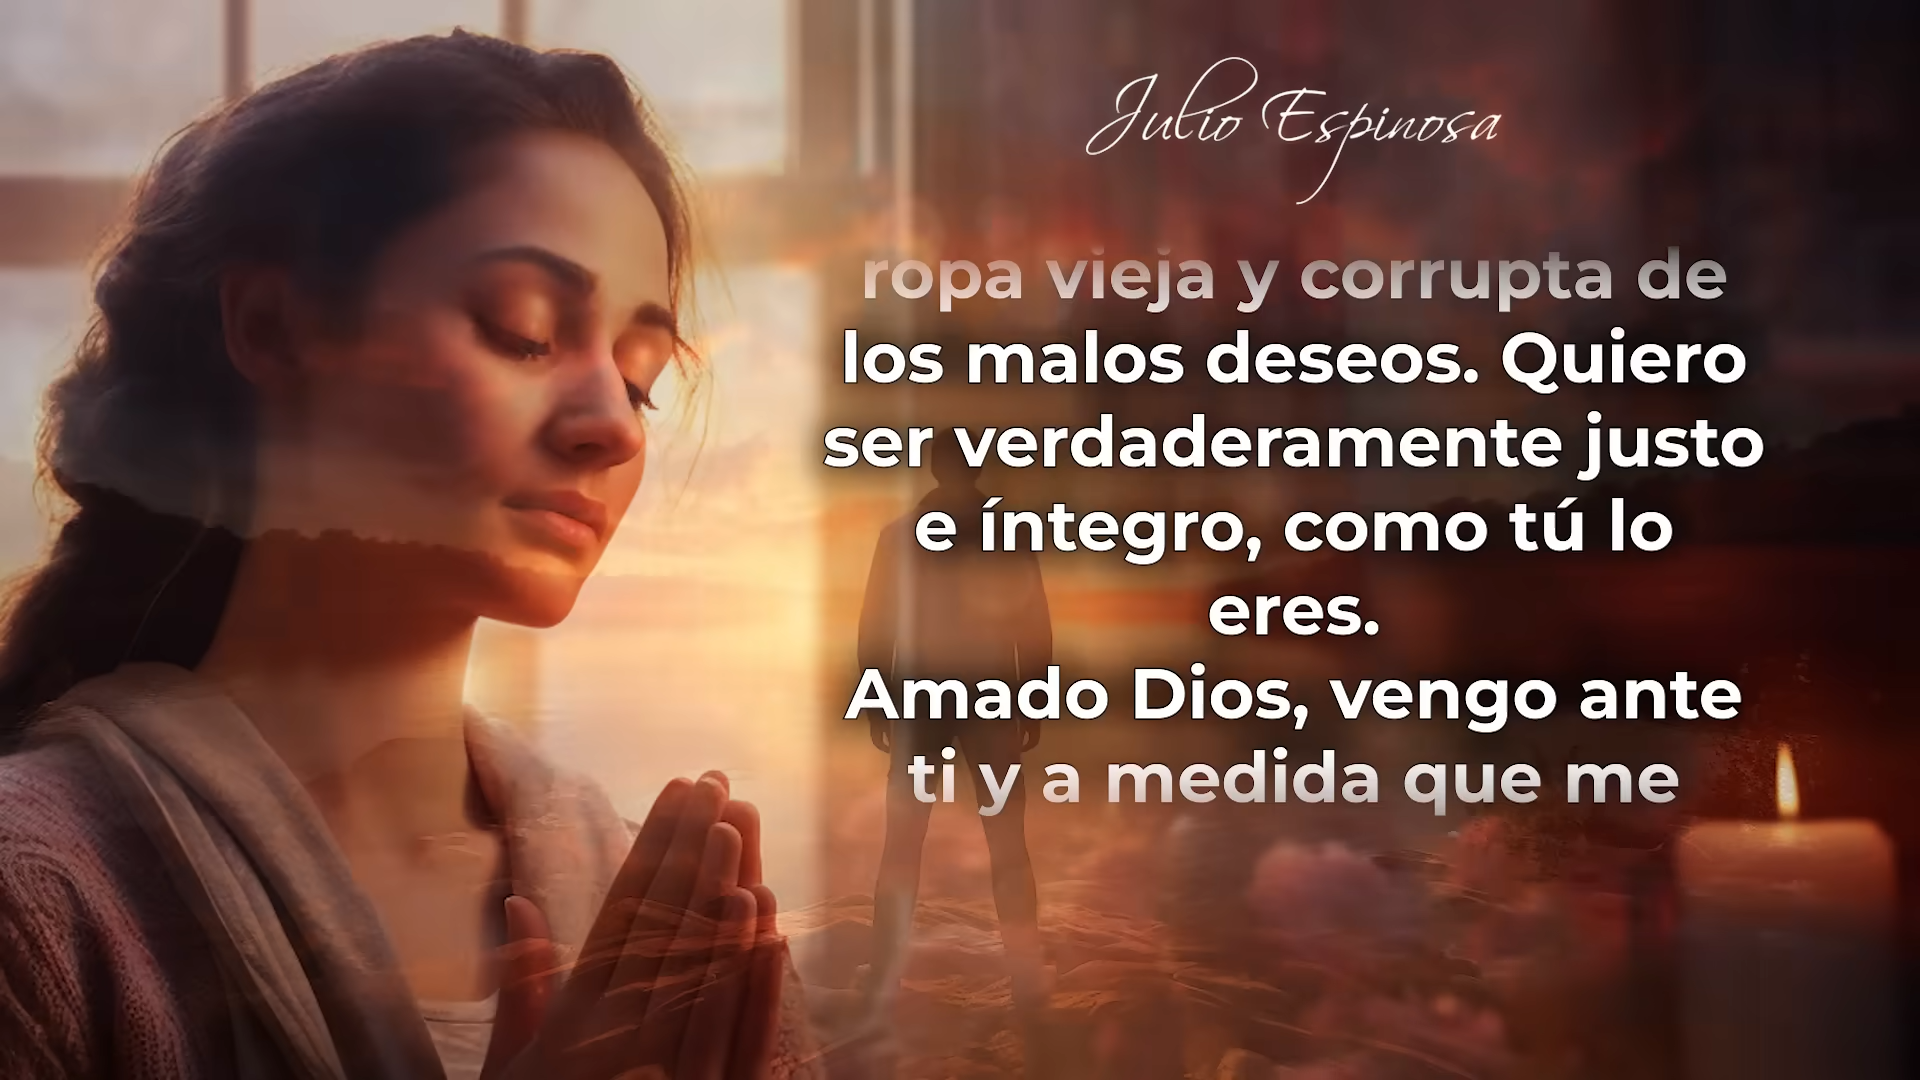 Julio Espinosa
ropa vieja y corrupta de
los malos deseos. Quiero
ser verdaderamente justo
e íntegro, como tú lo
eres.
Amado Dios, vengo ante
ti y a medida que me